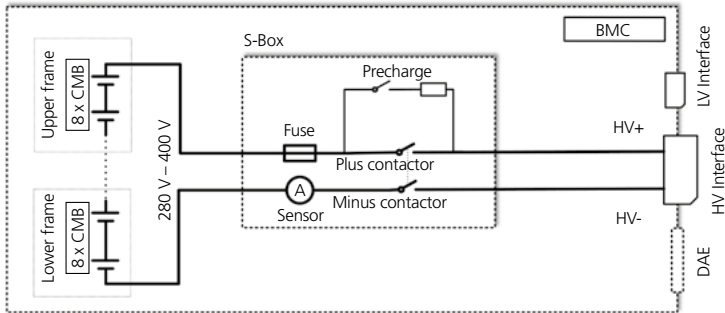 BMC
S-Box
LV Interface
Upper frame
8 x CMB
Precharge
Fuse
HV+
Plus contactor
280 V – 400 V
HV Interface
A
Minus contactor
Sensor
HV-
Lower frame
8 x CMB
DAE